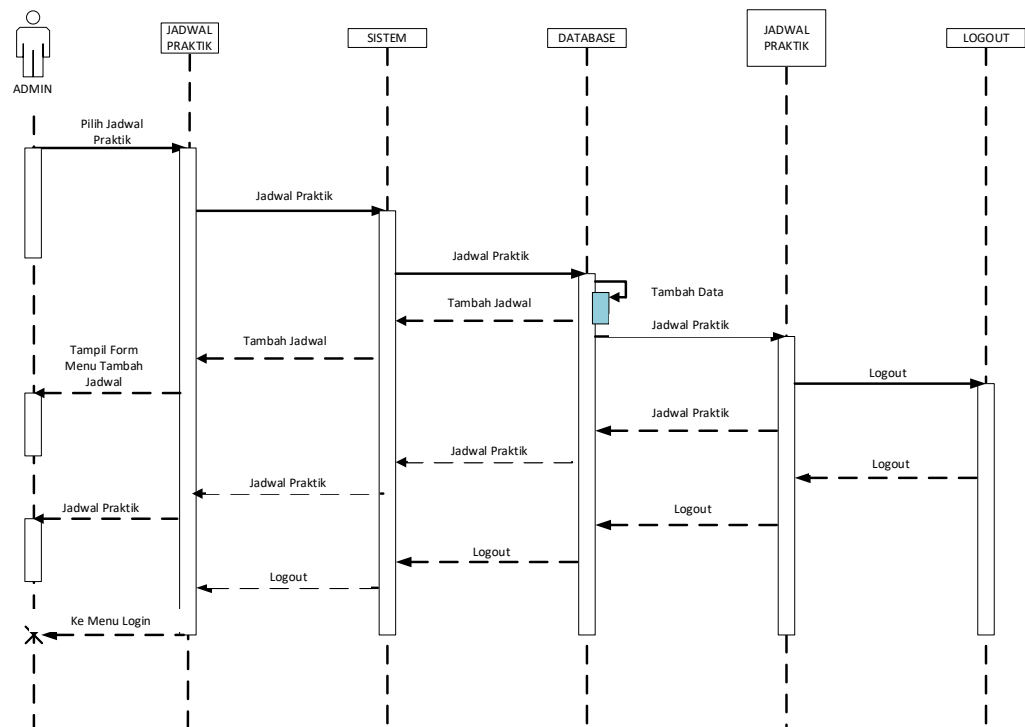 JADWAL
PRAKTIK
SISTEM
DATABASE
JADWAL
PRAKTIK
LOGOUT
ADMIN
Pilih Jadwal
Praktik
Jadwal Praktik
Jadwal Praktik
Tambah Data
Tambah Jadwal
Jadwal Praktik
Tambah Jadwal
Tampil Form
Menu Tambah
Jadwal
Logout
Jadwal Praktik
Jadwal Praktik
Logout
Jadwal Praktik
Jadwal Praktik
Logout
Logout
Logout
Ke Menu Login